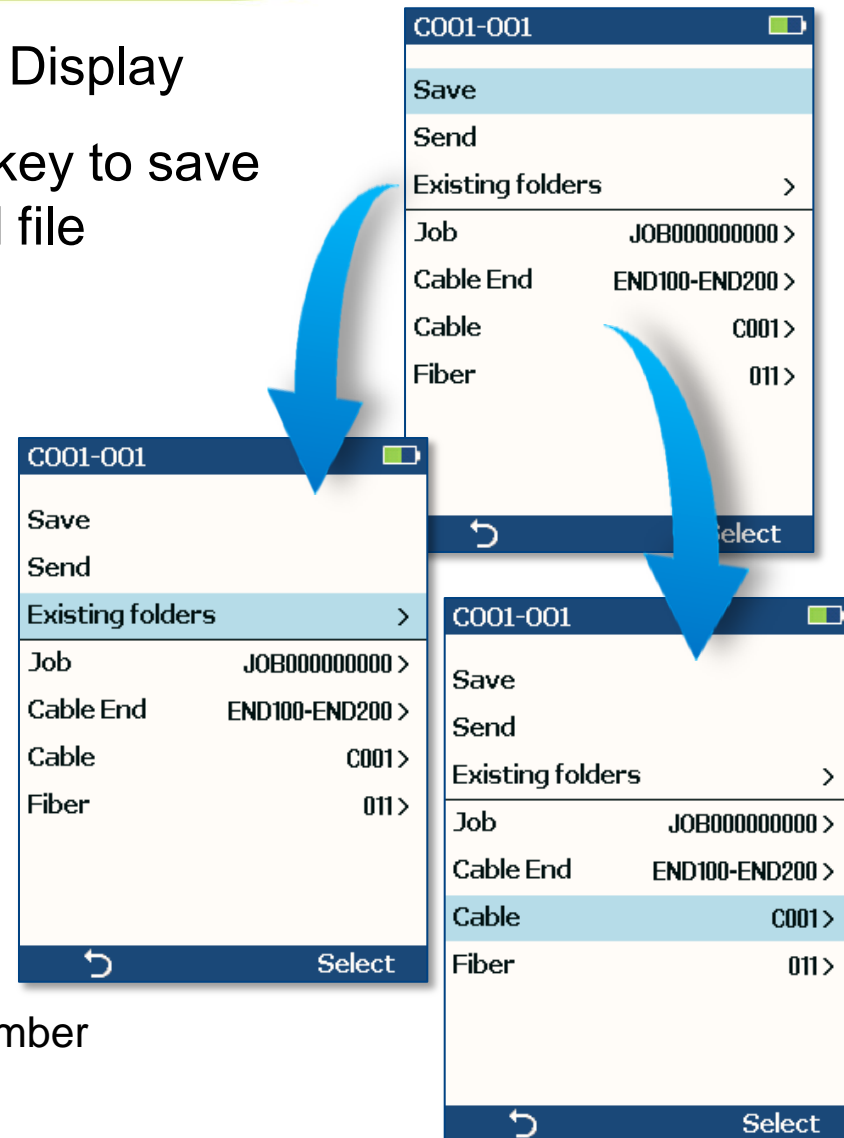 Display
key to save
file
C001-001
Save
Send
Existing folders >
Job JOB000000000 >
Cable End END100-END200 >
Cable C001 >
Fiber 011 >
Select
C001-001
Save
Send
Existing folders >
Job JOB000000000 >
Cable End END100-END200 >
Cable C001 >
Fiber 011 >
Select
mber
C001-001
Save
Send
Existing folders >
Job JOB000000000 >
Cable End END100-END200 >
Cable C001 >
Fiber 011 >
Select